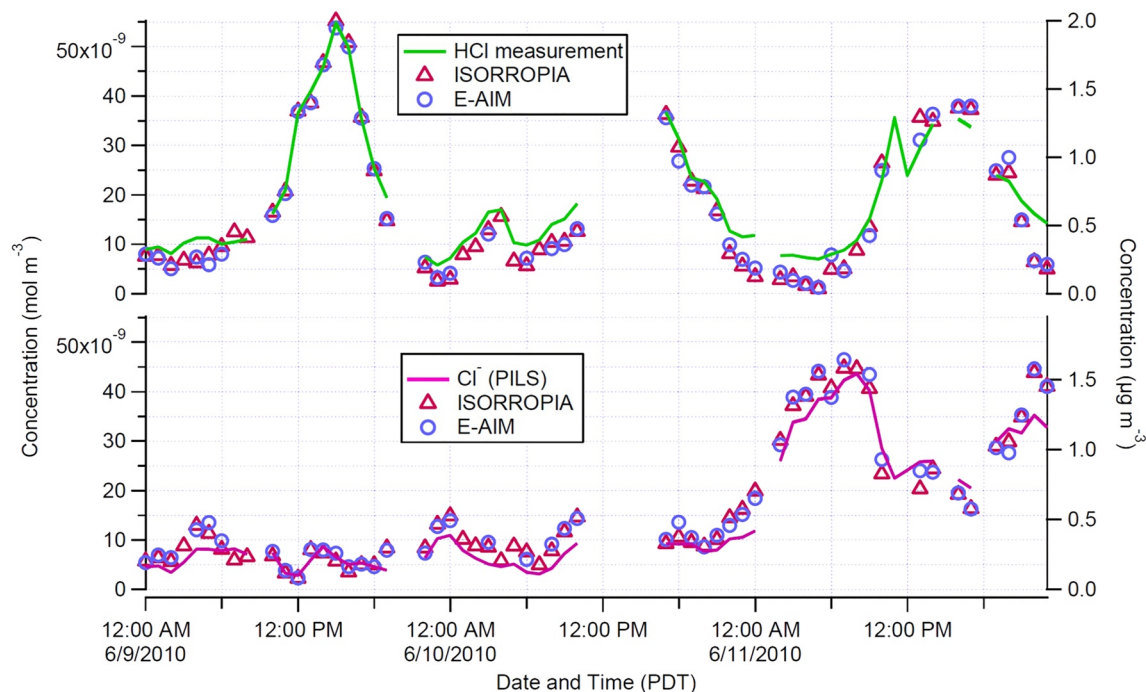 50x10 -9
40
30
20
10
0
2.0
1.5
1.0
0.5
0.0
HCl measurement
ISORROPIA
E-AIM
Concentration (mol m-3)
Concentration (µg m-3)
50x10 -9
40
30
20
10
0
1.5
1.0
0.5
0.0
Cl- (PILS)
ISORROPIA
E-AIM
12:00 AM 12:00 PM 12:00 AM 12:00 PM 12:00 AM 12:00 PM
6/9/2010 6/10/2010 6/11/2010
Date and Time (PDT)